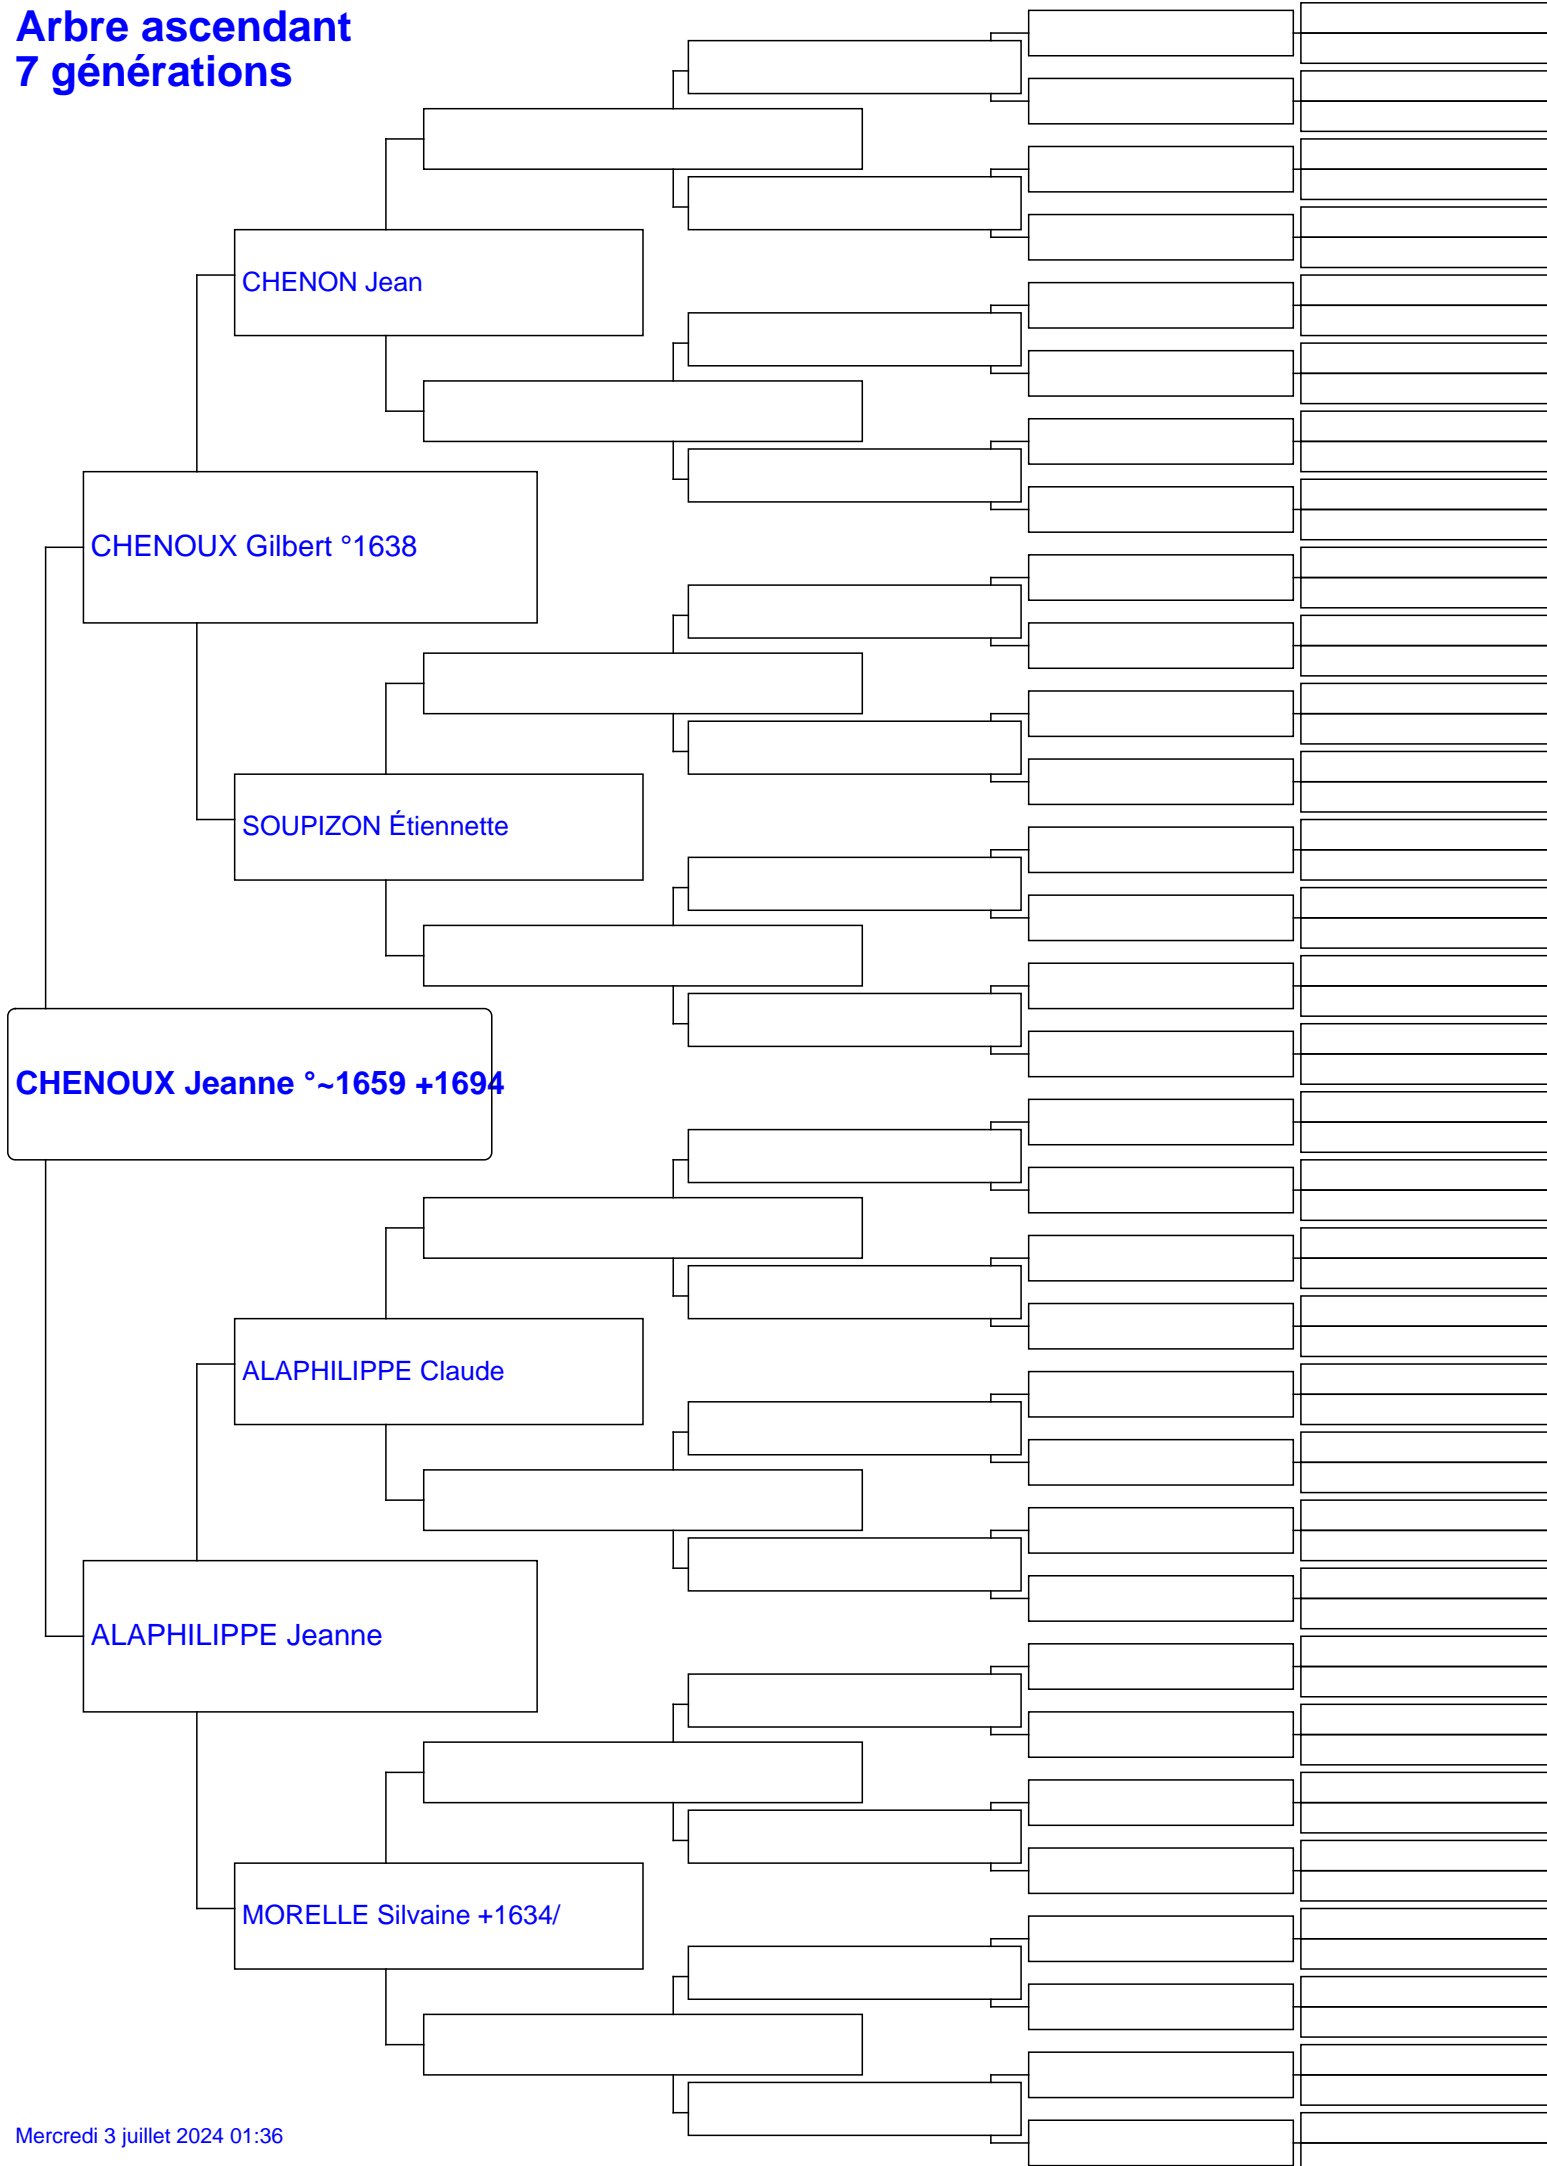 Arbre ascendant
7 générations
CHENON Jean
CHENOUX Gilbert °1638
SOUPIZON Étiennette
CHENOUX Jeanne °~1659 +1694
ALAPHILIPPE Claude
ALAPHILIPPE Jeanne
MORELLE Silvaine +1634/
Mercredi 3 juillet 2024 01:36